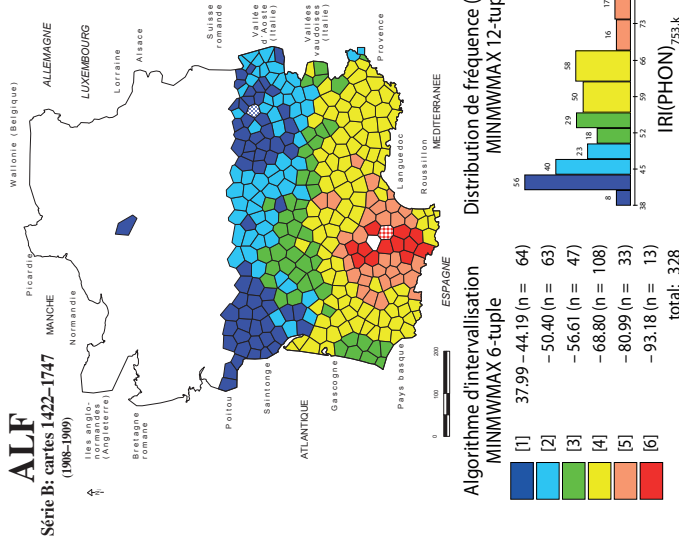 ALF
Série B: cartes 1422–1747
(1908–1909)
Wallonie (Belgique)
ALLEMAGNE
LUXEMBOURG
Lorraine
Alsace
Picardie
MANCHE
Normandie
Iles anglo-
normandes
(Angleterre)
Bretagne
romane
Suisse
romande
Vallée
d'Aoste
(Italie)
Vallées
vaudoises
(Italie)
Provence
Poitou
Saintonge
ATLANTIQUE
Gascogne
Pays basque
ESPAGNE
Languedoc
Roussillon
MEDITERRANEE
0 100 200
Algorithme d'intervallisation
MINMWMAX 6-tuple
[1] 37.99 – 44.19 (n = 64)
[2] – 50.40 (n = 63)
[3] – 56.61 (n = 47)
[4] – 68.80 (n = 108)
[5] – 80.99 (n = 33)
[6] – 93.18 (n = 13)
total: 328
Distribution de fréquence (
MINMWMAX 12-tup
8 56 40 23 18 29 50 58 16 17
38 45 52 59 66 73
IRI(PHON)753,k